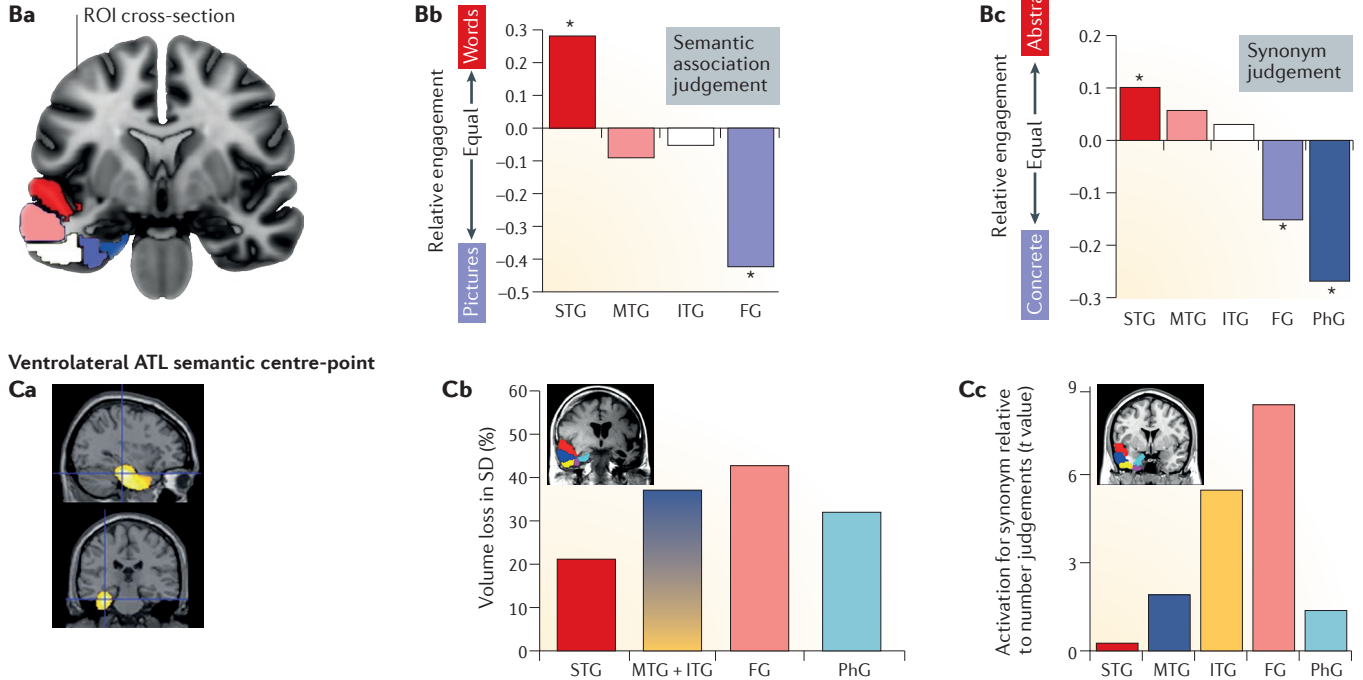 Ba
ROI cross-section
Bb
Relative engagement
Words
Equal
Pictures
0.3
0.2
0.1
0.0
−0.1
−0.2
−0.3
−0.4
−0.5
*
*
Semantic
association
judgement
STG MTG ITG FG
Bc
Relative engagement
Equal
Concrete
0.2
0.1
0.0
−0.1
−0.2
−0.3
*
*
*
Synonym
judgement
STG MTG ITG FG PhG
Ventrolateral ATL semantic centre-point
Ca
Cb
Volume loss in SD (%)
60
50
40
30
20
10
0
STG MTG + ITG FG PhG
Cc
Activation for synonym relative
to number judgements (t value)
9
6
3
0
STG MTG ITG FG PhG